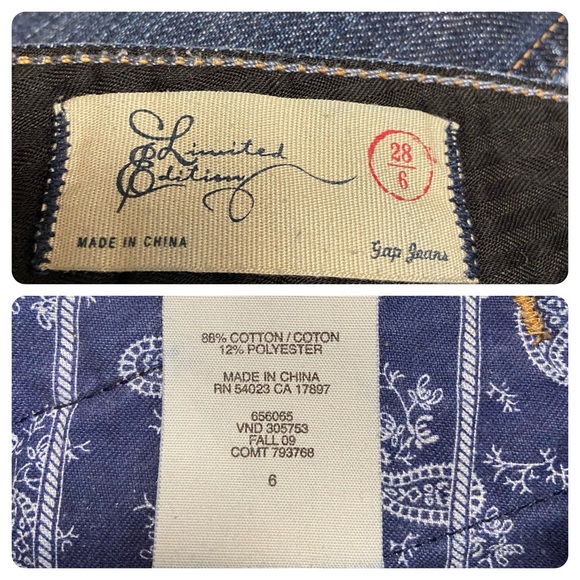 Limited
Edition
28
6
MADE IN CHINA
gap Jeans
88% COTTON / COTON
12% POLYESTER
MADE IN CHINA
RN 54023 CA 17897
656065
VND 305753
FALL 09
COMT 793768
6